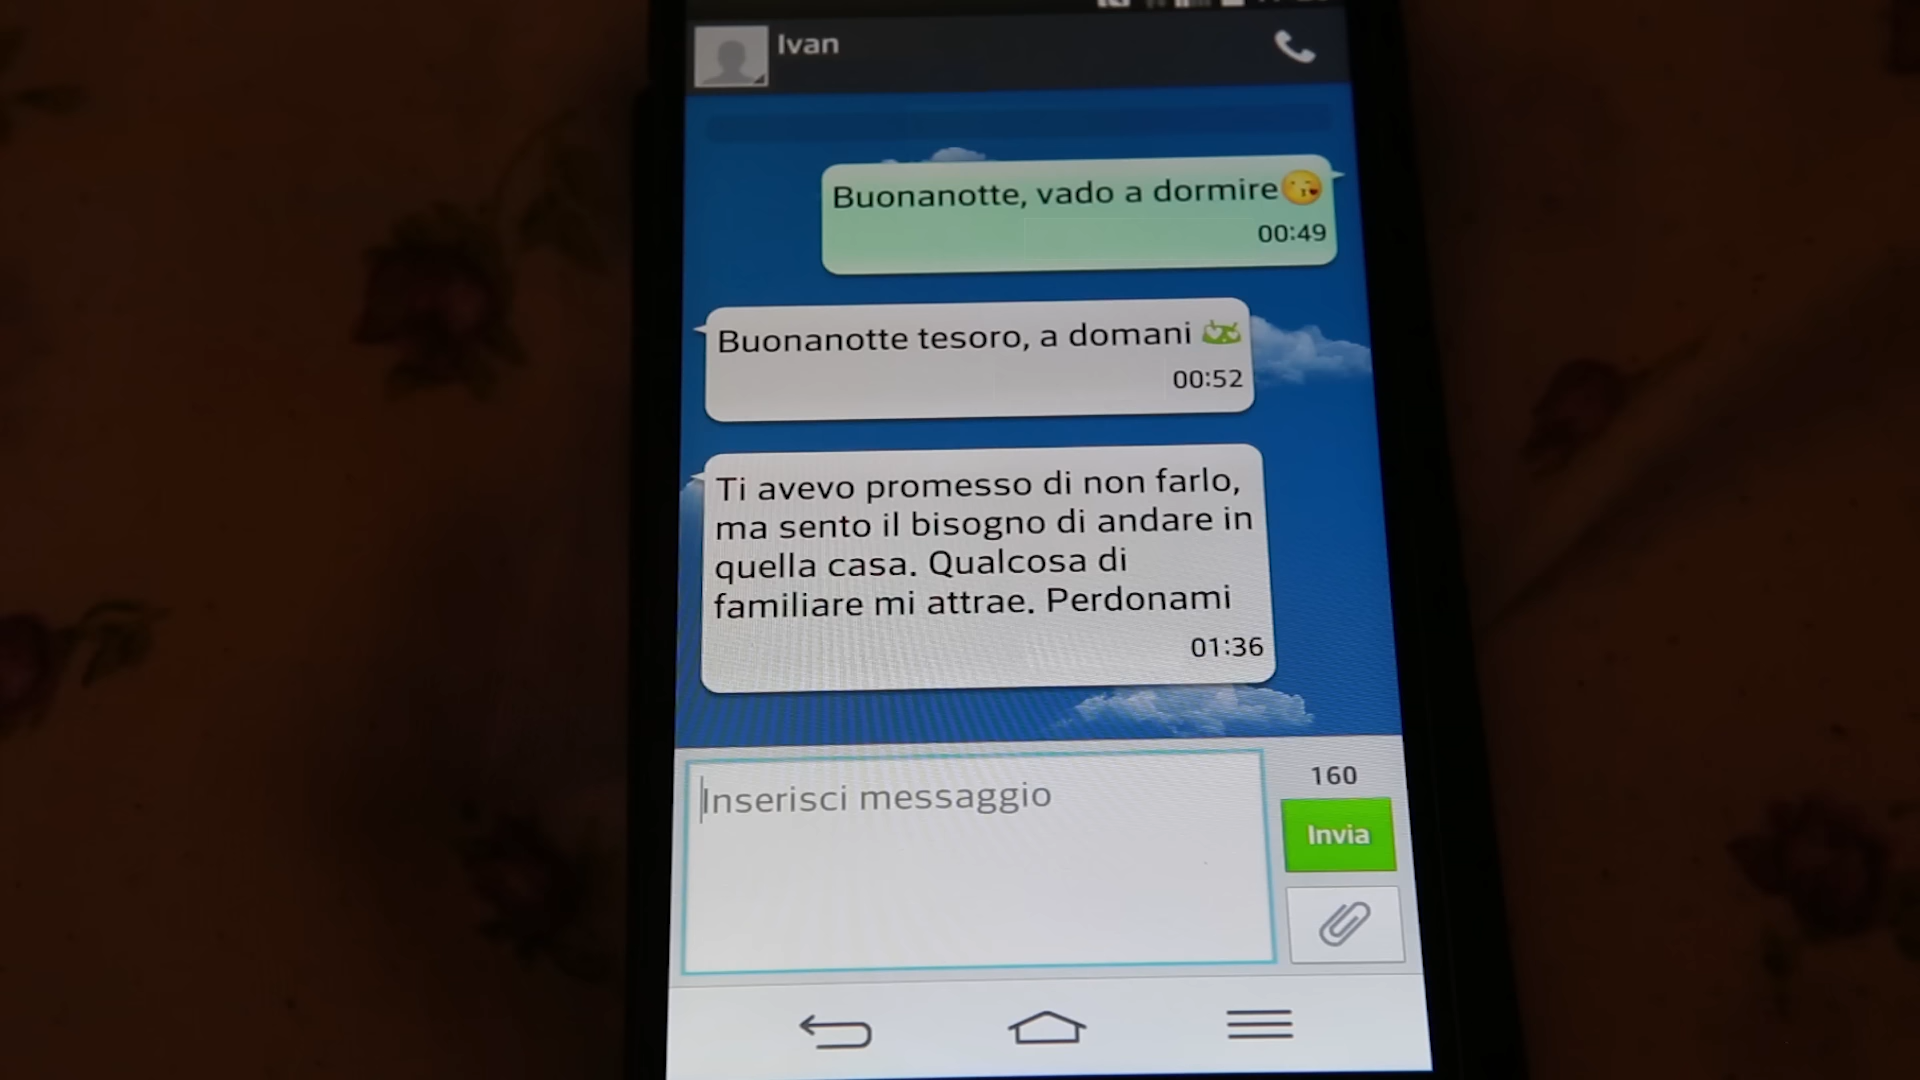 Ivan
Buonanotte, vado a dormire😘
00:49
Buonanotte tesoro, a domani
00:52
Ti avevo promesso di non farlo,
ma sento il bisogno di andare in
quella casa. Qualcosa di
familiare mi attrae. Perdonami
01:36
Inserisci messaggio
160
Invia